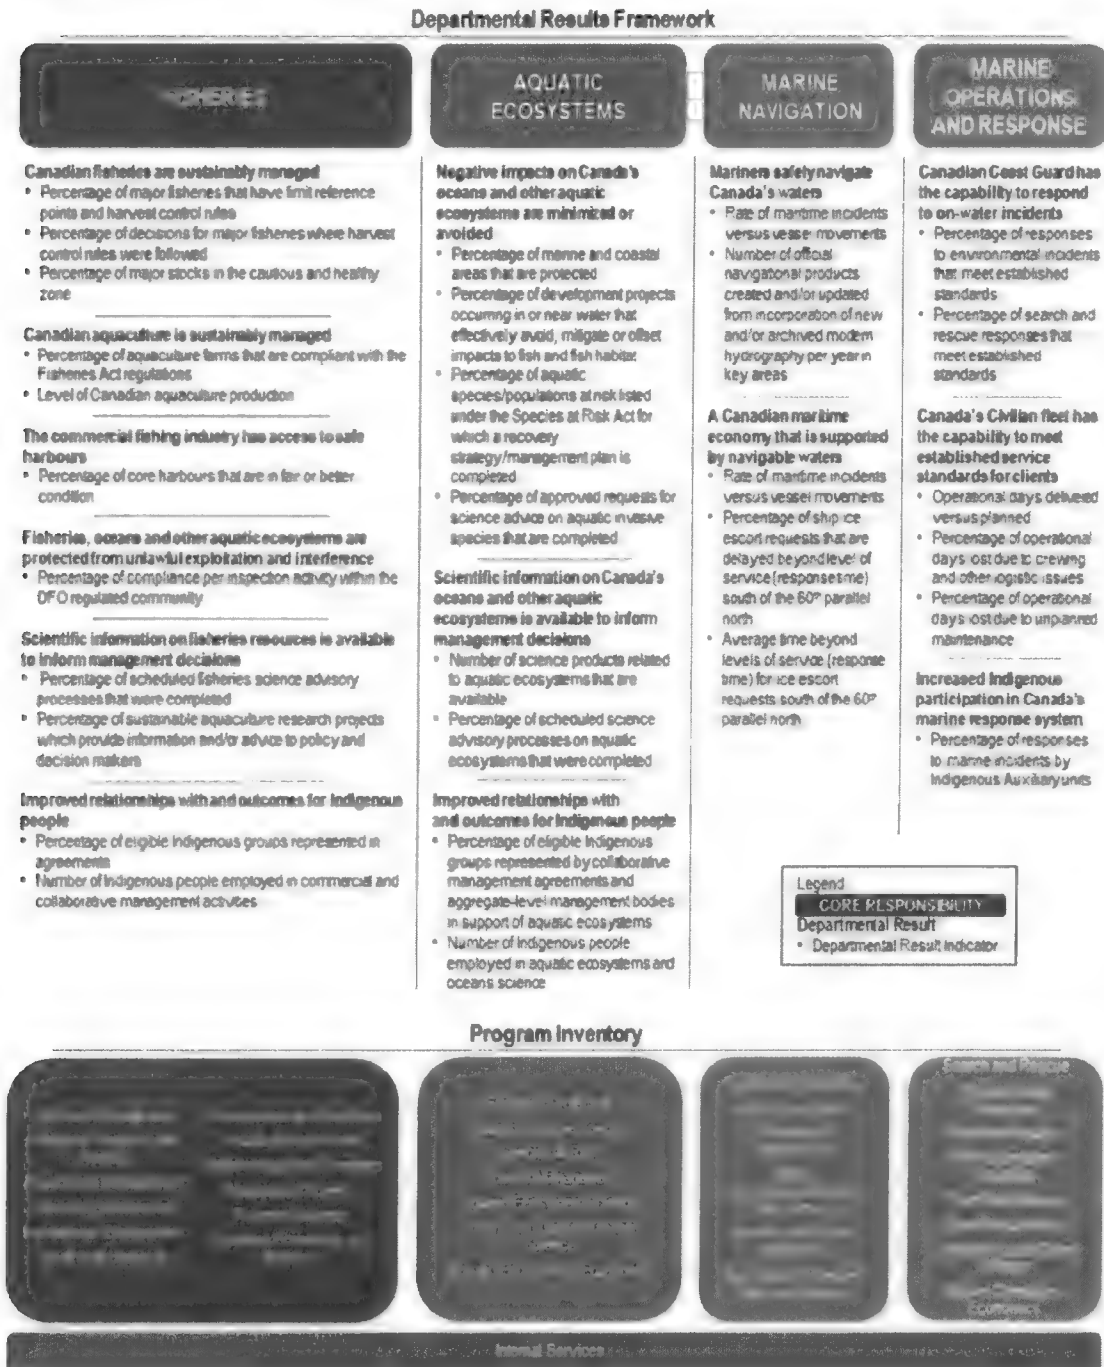 Departmental Results Framework
FISHERIES
Canadian fisheries are sustainably managed
• Percentage of major fisheries that have limit reference
points and harvest control rules
• Percentage of decisions for major fisheries where harvest
control rules were followed
• Percentage of major stocks in the cautious and healthy
zone
Canadian aquaculture is sustainably managed
• Percentage of aquaculture farms that are compliant with the
Fisheries Act regulations
• Level of Canadian aquaculture production
The commercial fishing industry has access to safe
harbours
• Percentage of core harbours that are in fair or better
condition
Fisheries, oceans and other aquatic ecosystems are
protected from unlawful exploitation and interference
• Percentage of compliance per inspection activity within the
DFO regulated community
Scientific information on fisheries resources is available
to inform management decisions
• Percentage of scheduled fisheries science advisory
processes that were completed
• Percentage of sustainable aquaculture research projects
which provide information and/or advice to policy and
decision makers
Improved relationships with and outcomes for Indigenous
people
• Percentage of eligible Indigenous groups represented in
agreements
• Number of Indigenous people employed in commercial and
collaborative management activities
AQUATIC
ECOSYSTEMS
Negative impacts on Canada's
oceans and other aquatic
ecosystems are minimized or
avoided
• Percentage of marine and coastal
areas that are protected
• Percentage of development projects
occurring in or near water that
effectively avoid, mitigate or offset
impacts to fish and fish habitat
• Percentage of aquatic
species/populations at risk listed
under the Species at Risk Act for
which a recovery
strategy/management plan is
completed
• Percentage of approved requests for
science advice on aquatic invasive
species that are completed
Scientific information on Canada's
oceans and other aquatic
ecosystems is available to inform
management decisions
• Number of science products related
to aquatic ecosystems that are
available
• Percentage of scheduled science
advisory processes on aquatic
ecosystems that were completed
Improved relationships with
and outcomes for Indigenous people
• Percentage of eligible Indigenous
groups represented by collaborative
management agreements and
aggregate-level management bodies
in support of aquatic ecosystems
• Number of Indigenous people
employed in aquatic ecosystems and
oceans science
MARINE
NAVIGATION
Mariners safely navigate
Canada's waters
• Rate of maritime incidents
versus vessel movements
• Number of official
navigational products
created and/or updated
from incorporation of new
and/or archived modern
hydrography per year in
key areas
A Canadian maritime
economy that is supported
by navigable waters
• Rate of maritime incidents
versus vessel movements
• Percentage of ship ice
escort requests that are
delayed beyond level of
service (response time)
south of the 60º parallel
north
• Average time beyond
levels of service (response
time) for ice escort
requests south of the 60º
parallel north
MARINE
OPERATIONS
AND RESPONSE
Canadian Coast Guard has
the capability to respond
to on-water incidents
• Percentage of responses
to environmental incidents
that meet established
standards
• Percentage of search and
rescue responses that
meet established
standards
Canada's Civilian fleet has
the capability to meet
established service
standards for clients
• Operational days delivered
versus planned
• Percentage of operational
days lost due to crewing
and other logistic issues
• Percentage of operational
days lost due to unplanned
maintenance
Increased Indigenous
participation in Canada's
marine response system
• Percentage of responses
to marine incidents by
Indigenous Auxiliary units
Legend
CORE RESPONSIBILITY
Departmental Result
• Departmental Result Indicator
Program Inventory
Search and Rescue
Internal Services